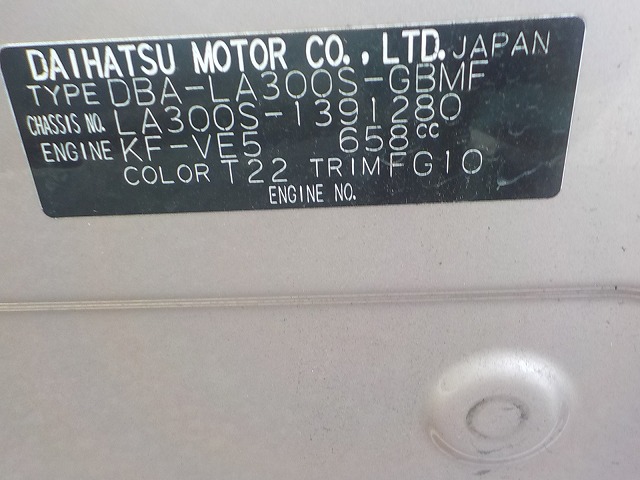 DAIHATSU MOTOR CO., LTD. JAPAN
TYPE DBA-LA300S-GBMF
CHASSIS NO. LA300S-1391280
ENGINE KF-VE5 658cc
COLOR T22 TRIM FG10
ENGINE NO.